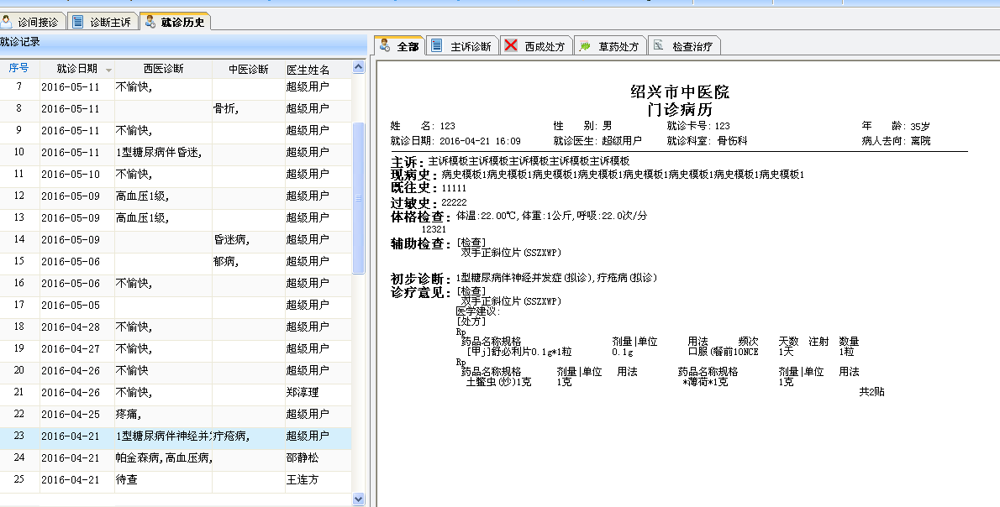 诊间接诊 诊断主诉 就诊历史
就诊记录
序号 就诊日期 西医诊断 中医诊断 医生姓名
7 2016-05-11 不愉快, 超级用户
8 2016-05-11 骨折, 超级用户
9 2016-05-11 不愉快, 超级用户
10 2016-05-11 1型糖尿病伴昏迷, 超级用户
11 2016-05-10 不愉快, 超级用户
12 2016-05-09 高血压1级, 超级用户
13 2016-05-09 高血压1级, 超级用户
14 2016-05-09 昏迷病, 超级用户
15 2016-05-06 郁病, 超级用户
16 2016-05-06 不愉快, 超级用户
17 2016-05-05 超级用户
18 2016-04-28 不愉快, 超级用户
19 2016-04-27 不愉快, 超级用户
20 2016-04-26 不愉快 超级用户
21 2016-04-26 不愉快, 郑淳理
22 2016-04-25 疼痛, 超级用户
23 2016-04-21 1型糖尿病伴神经并 疔疮病, 超级用户
24 2016-04-21 帕金森病,高血压病, 邵静松
25 2016-04-21 待查 王连方
全部 主诉诊断 西成处方 草药处方 检查治疗
绍兴市中医院
门诊病历
姓 名: 123 性 别: 男 就诊卡号: 123 年 龄: 35岁
就诊日期: 2016-04-21 16:09 就诊医生: 超级用户 就诊科室: 骨伤科 病人去向: 离院
主诉: 主诉模板主诉模板主诉模板主诉模板主诉模板
现病史: 病史模板1病史模板1病史模板1病史模板1病史模板1病史模板1病史模板1病史模板1
既往史: 11111
过敏史: 22222
体格检查: 体温:22.00℃,体重:1公斤,呼吸:22.0次/分
12321
辅助检查: [检查]
双手正斜位片(SSZXWP)
初步诊断: 1型糖尿病伴神经并发症(拟诊),疔疮病(拟诊)
诊疗意见: [检查]
双手正斜位片(SSZXWP)
医学建议:
[处方]
Rp
药品名称规格 剂量|单位 用法 频次 天数 注射 数量
[甲j]舒必利片0.1g*1粒 0.1g 口服(餐前10NCE 1天 1粒
Rp
药品名称规格 剂量|单位 用法 药品名称规格 剂量|单位 用法
土鳖虫(炒)1克 1克 *薄荷*1克 1克
共2贴